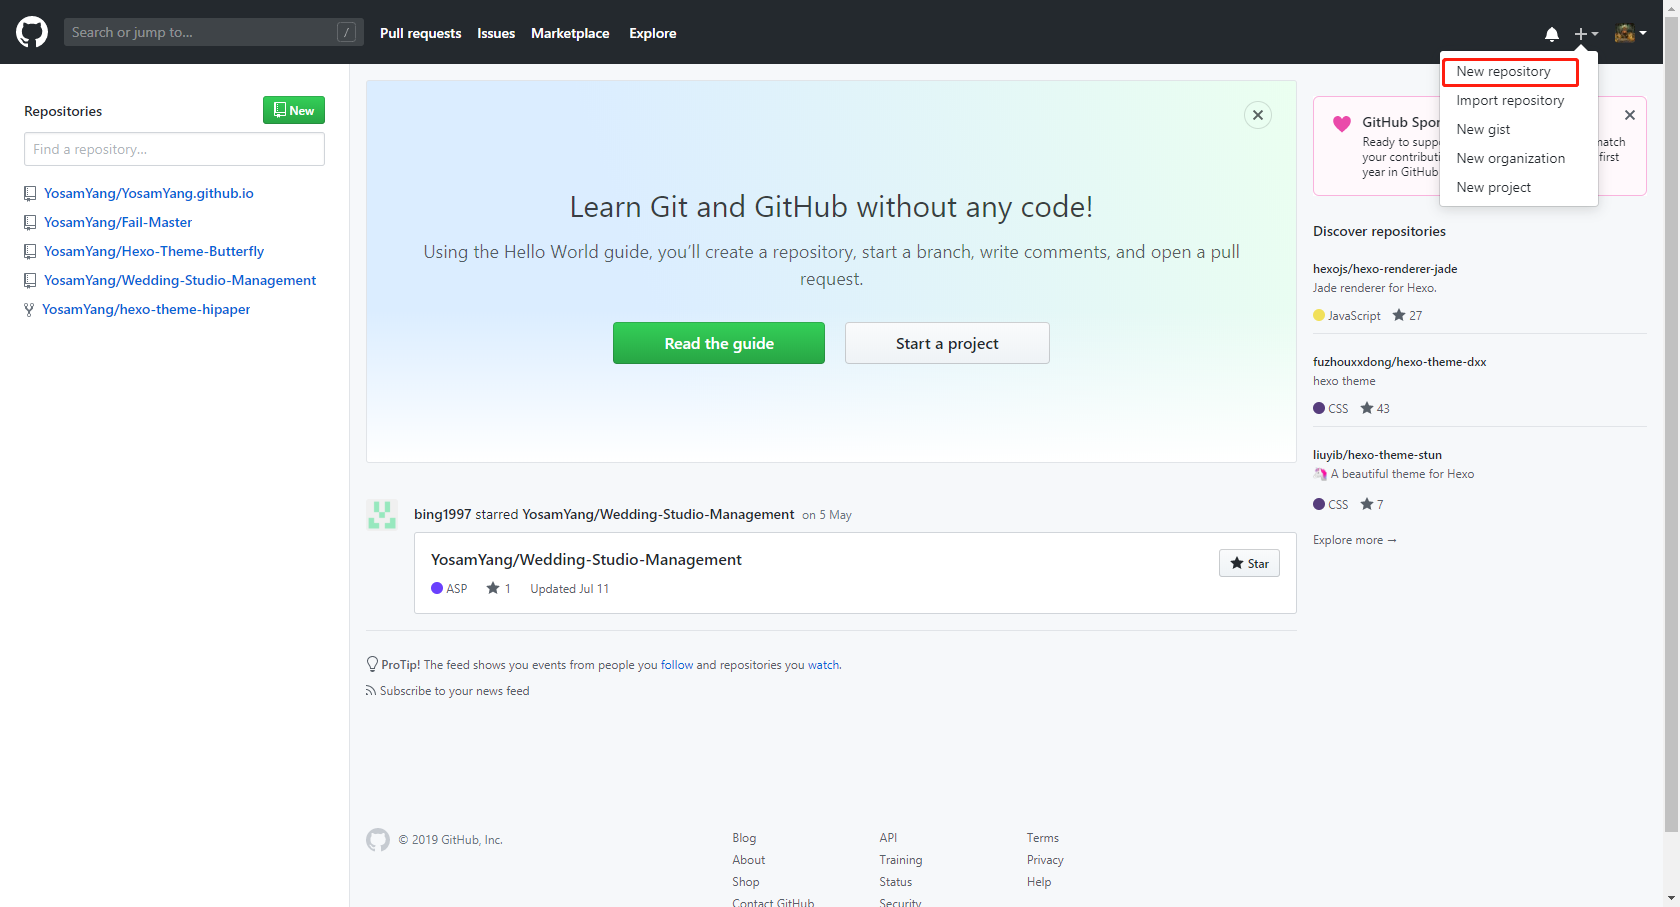 Search or jump to...
/
Pull requests
Issues
Marketplace
Explore
New repository
Import repository
New gist
New organization
New project
Repositories
New
Find a repository...
YosamYang/YosamYang.github.io
YosamYang/Fail-Master
YosamYang/Hexo-Theme-Butterfly
YosamYang/Wedding-Studio-Management
YosamYang/hexo-theme-hipaper
Learn Git and GitHub without any code!
Using the Hello World guide, you’ll create a repository, start a branch, write comments, and open a pull
request.
Read the guide
Start a project
bing1997 starred YosamYang/Wedding-Studio-Management on 5 May
YosamYang/Wedding-Studio-Management
Star
ASP 1 Updated Jul 11
ProTip! The feed shows you events from people you follow and repositories you watch.
Subscribe to your news feed
GitHub Spon
Ready to supp
your contributi first
year in GitHub
Discover repositories
hexojs/hexo-renderer-jade
Jade renderer for Hexo.
JavaScript 27
fuzhouxxdong/hexo-theme-dxx
hexo theme
CSS 43
liuyib/hexo-theme-stun
🦄 A beautiful theme for Hexo
CSS 7
Explore more →
© 2019 GitHub, Inc.
Blog
About
Shop
Contact GitHub
API
Training
Status
Security
Terms
Privacy
Help